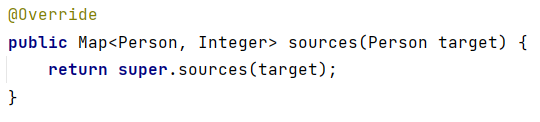 @Override
public Map<Person, Integer> sources(Person target) {
    return super.sources(target);
}